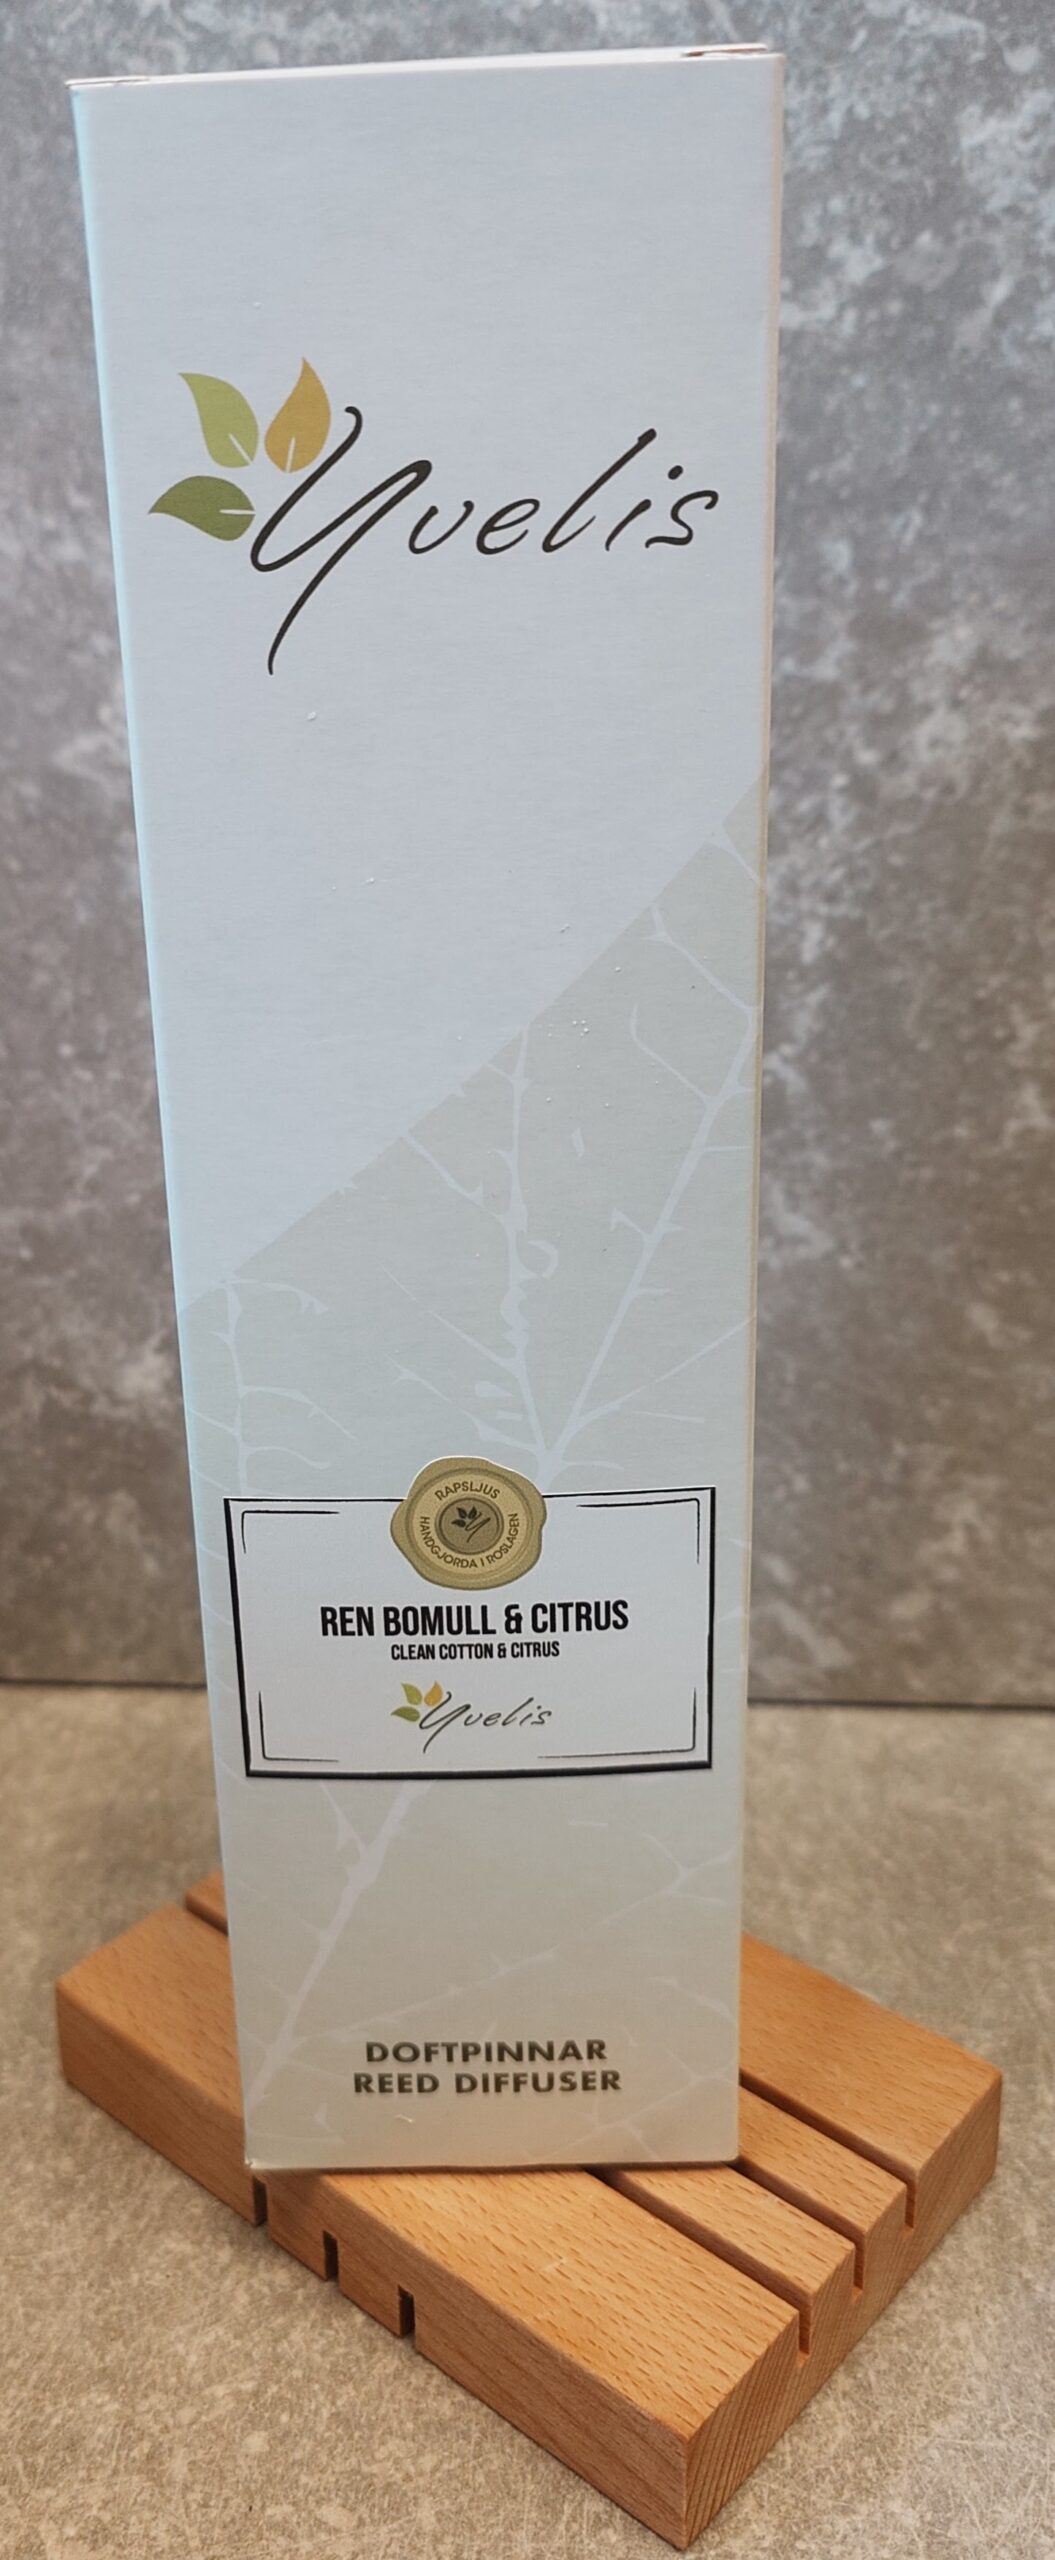 Yvelis
RAPSLJUS
HANDGJORDA I ROSLAGEN
REN BOMULL & CITRUS
CLEAN COTTON & CITRUS
Yvelis
DOFTPINNAR
REED DIFFUSER